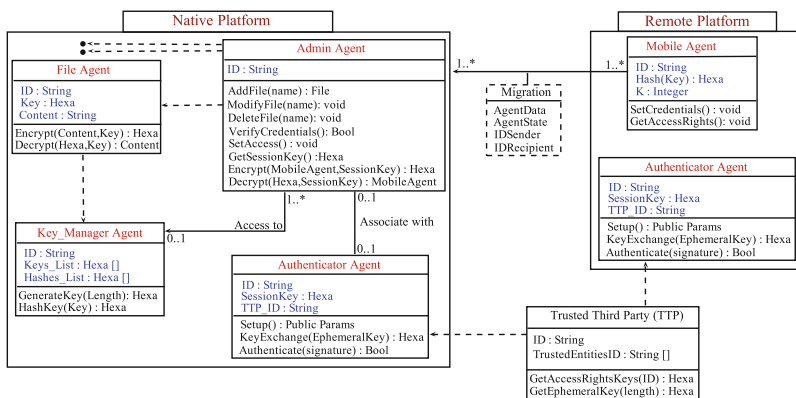 Native Platform
Remote Platform
Admin Agent
ID : String
AddFile(name) : File
ModifyFile(name): void
DeleteFile(name): void
VerifyCredentials(): Bool
SetAccess() : void
GetSessionKey() :Hexa
Encrypt(MobileAgent,SessionKey) : Hexa
Decrypt(Hexa,SessionKey) : MobileAgent
File Agent
ID : String
Key : Hexa
Content : String
Encrypt(Content,Key) : Hexa
Decrypt(Hexa,Key) : Content
1..*
1..*
Mobile Agent
ID : String
Hash(Key) : Hexa
K : Integer
SetCredentials() : void
GetAccessRights(): void
Migration
AgentData
AgentState
IDSender
IDRecipient
1..*
0..1
Access to
0..1
Associate with
0..1
Key_Manager Agent
ID : String
Keys_List : Hexa []
Hashes_List : Hexa []
GenerateKey(Length): Hexa
HashKey(Key) : Hexa
Authenticator Agent
ID : String
SessionKey : Hexa
TTP_ID : String
Setup() : Public Params
KeyExchange(EphemeralKey) : Hexa
Authenticate(signature) : Bool
Authenticator Agent
ID : String
SessionKey : Hexa
TTP_ID : String
Setup() : Public Params
KeyExchange(EphemeralKey) : Hexa
Authenticate(signature) : Bool
Trusted Third Party (TTP)
ID : String
TrustedEntitiesID : String []
GetAccessRightsKeys(ID) : Hexa
GetEphemeralKey(length) : Hexa